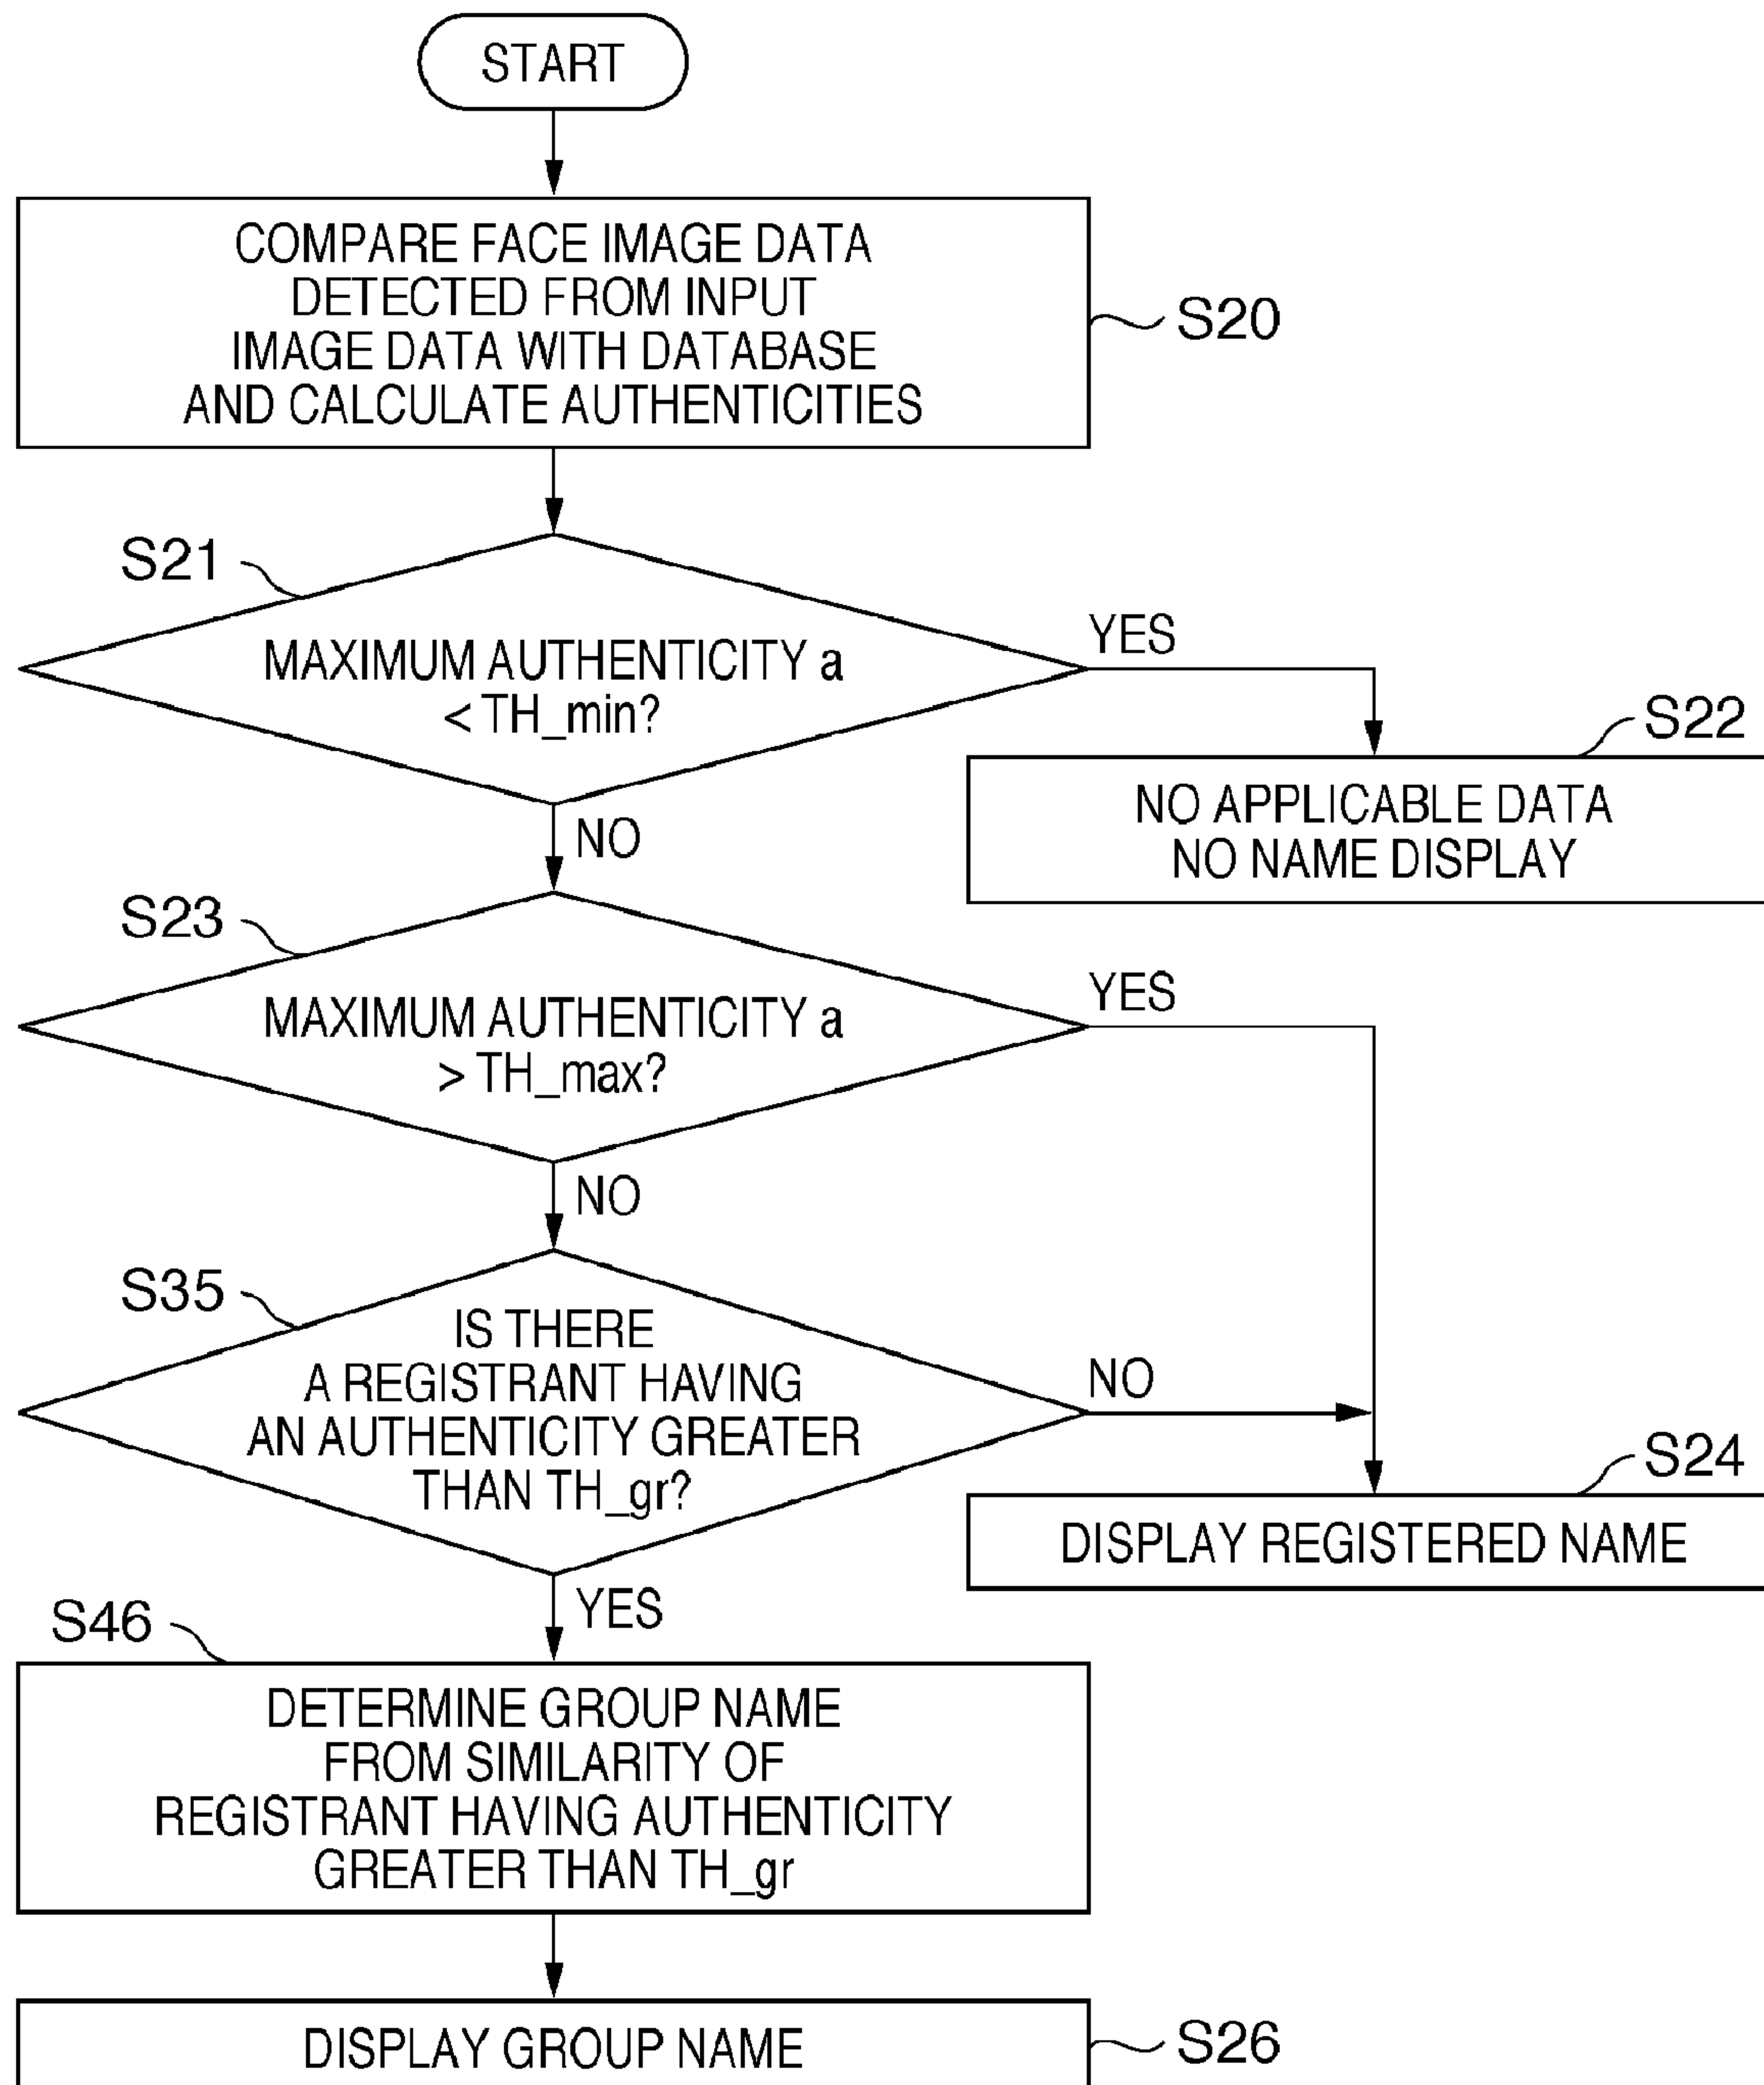 START
COMPARE FACE IMAGE DATA
DETECTED FROM INPUT
IMAGE DATA WITH DATABASE
AND CALCULATE AUTHENTICITIES
S20
S21
MAXIMUM AUTHENTICITY a
< TH_min?
YES
NO
S22
NO APPLICABLE DATA
NO NAME DISPLAY
S23
MAXIMUM AUTHENTICITY a
> TH_max?
YES
NO
S35
IS THERE
A REGISTRANT HAVING
AN AUTHENTICITY GREATER
THAN TH_gr?
NO
YES
S24
DISPLAY REGISTERED NAME
S46
DETERMINE GROUP NAME
FROM SIMILARITY OF
REGISTRANT HAVING AUTHENTICITY
GREATER THAN TH_gr
DISPLAY GROUP NAME
S26